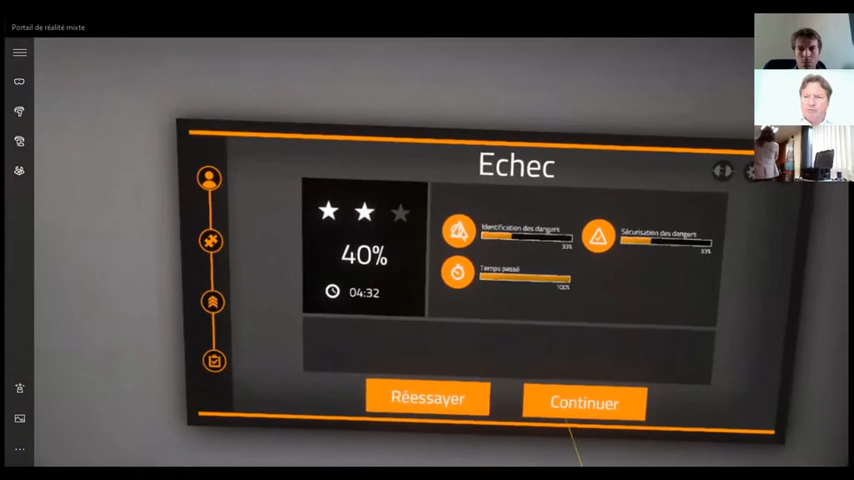 Portail de réalité mixte
Echec
40%
04:32
Identification des dangers
33%
Sécurisation des dangers
33%
Temps passé
100%
Réessayer
Continuer